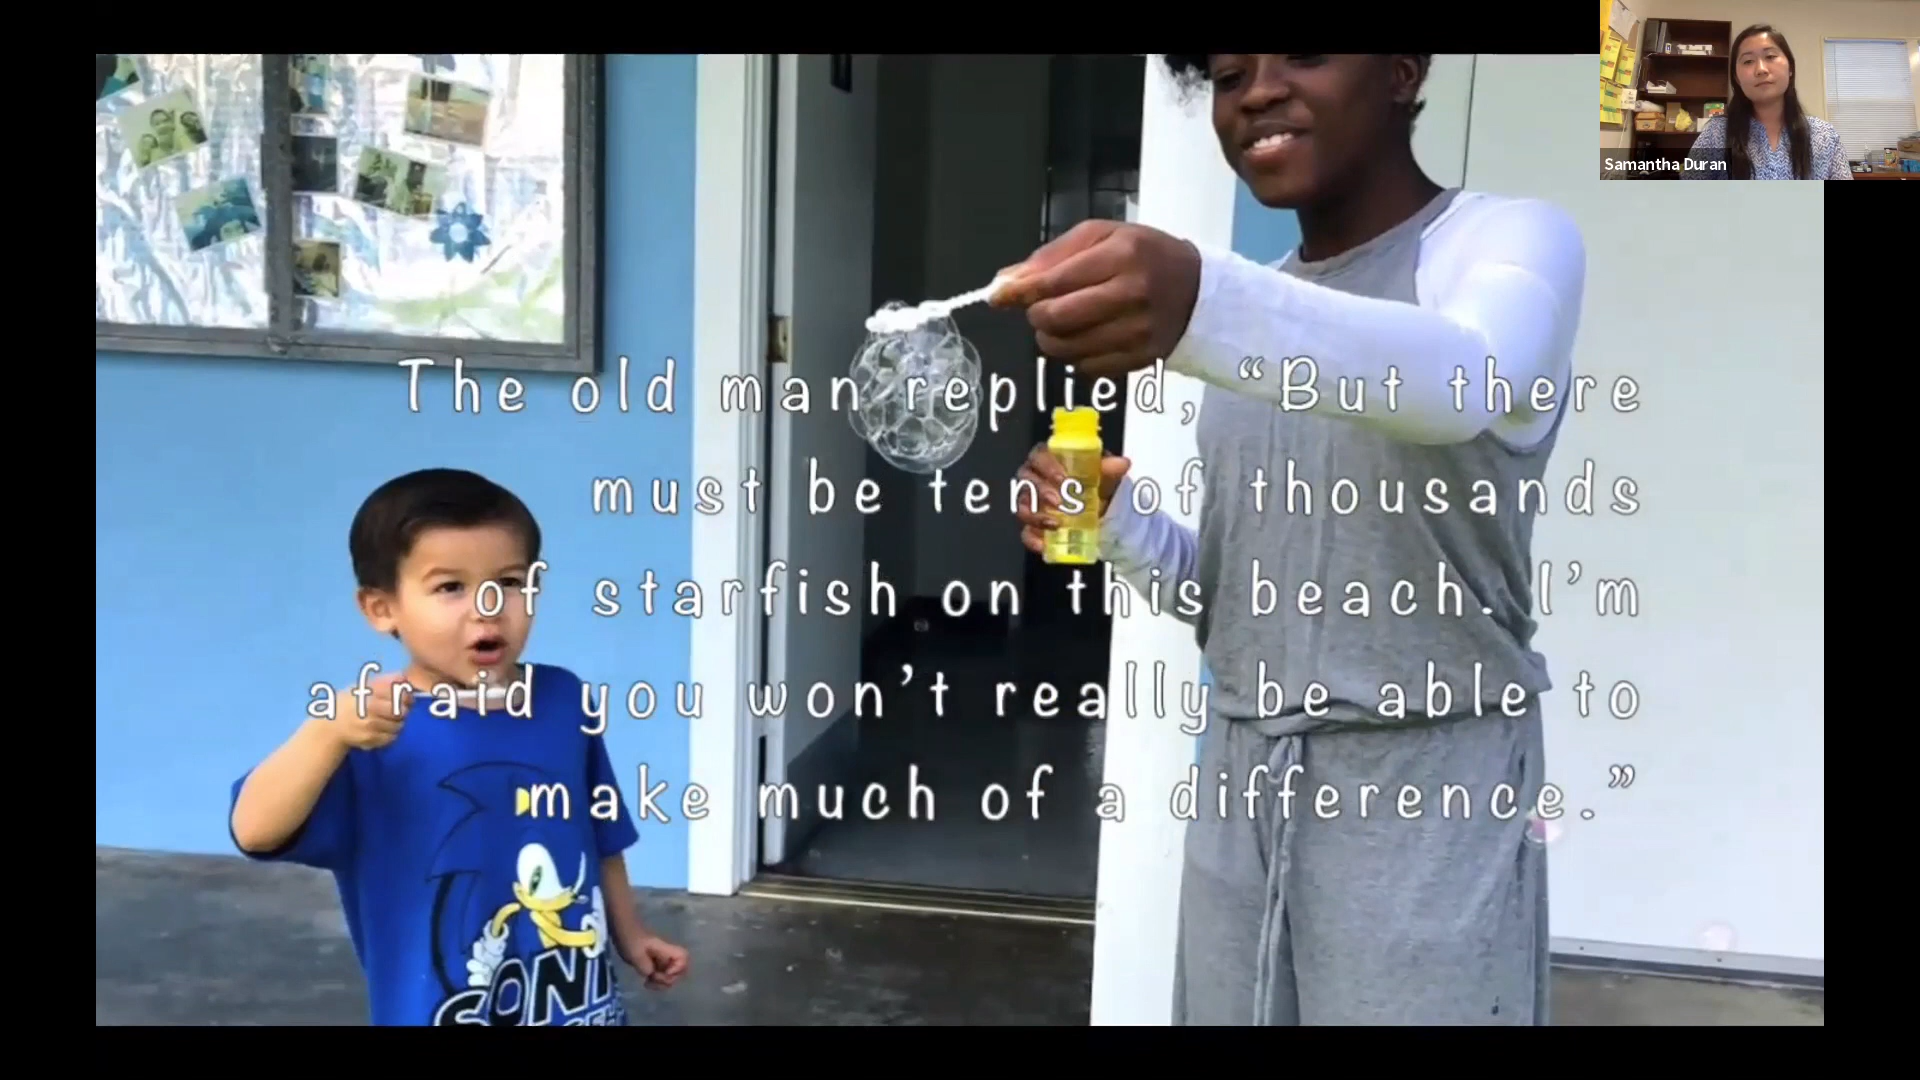 Samantha Duran
The old man replied, “But there
must be tens of thousands
of starfish on this beach. I’m
afraid you won’t really be able to
make much of a difference.”
SONI